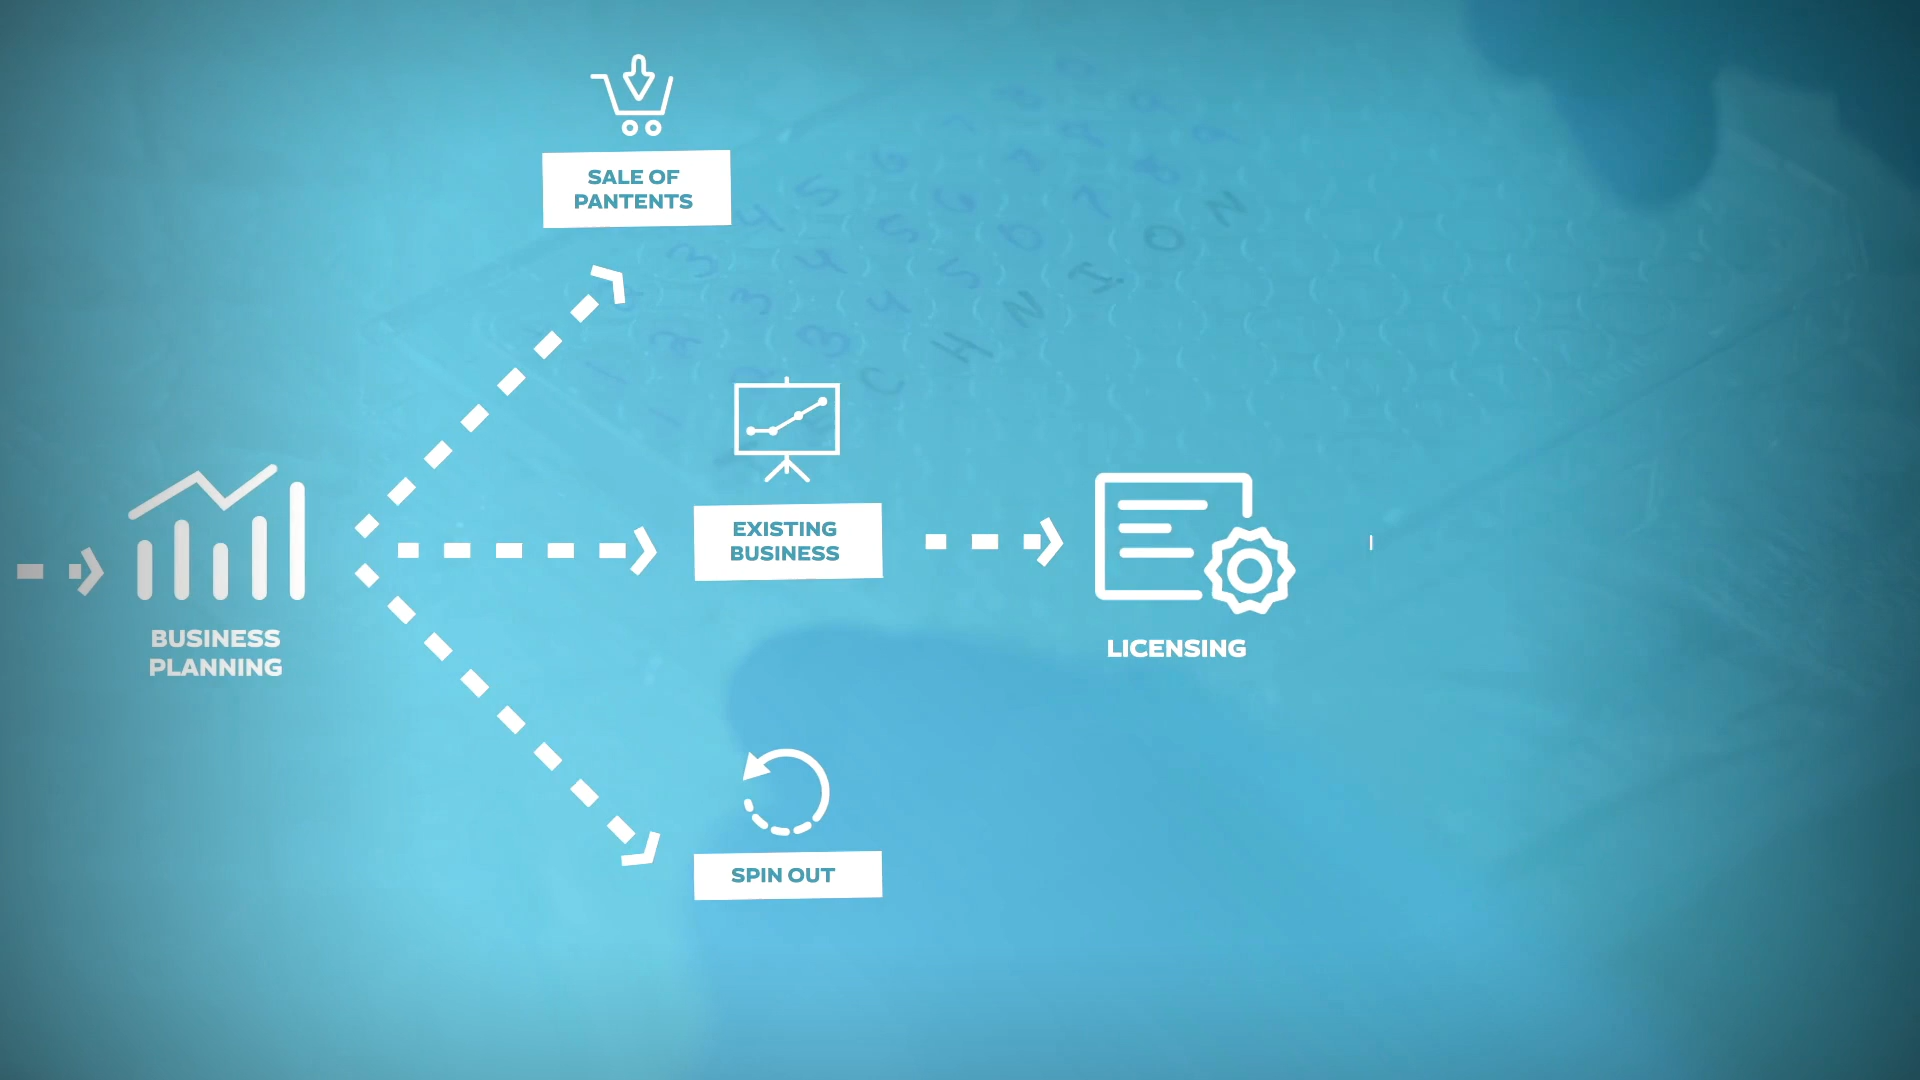 SALE OF
PANTENTS
EXISTING
BUSINESS
BUSINESS
PLANNING
LICENSING
SPIN OUT